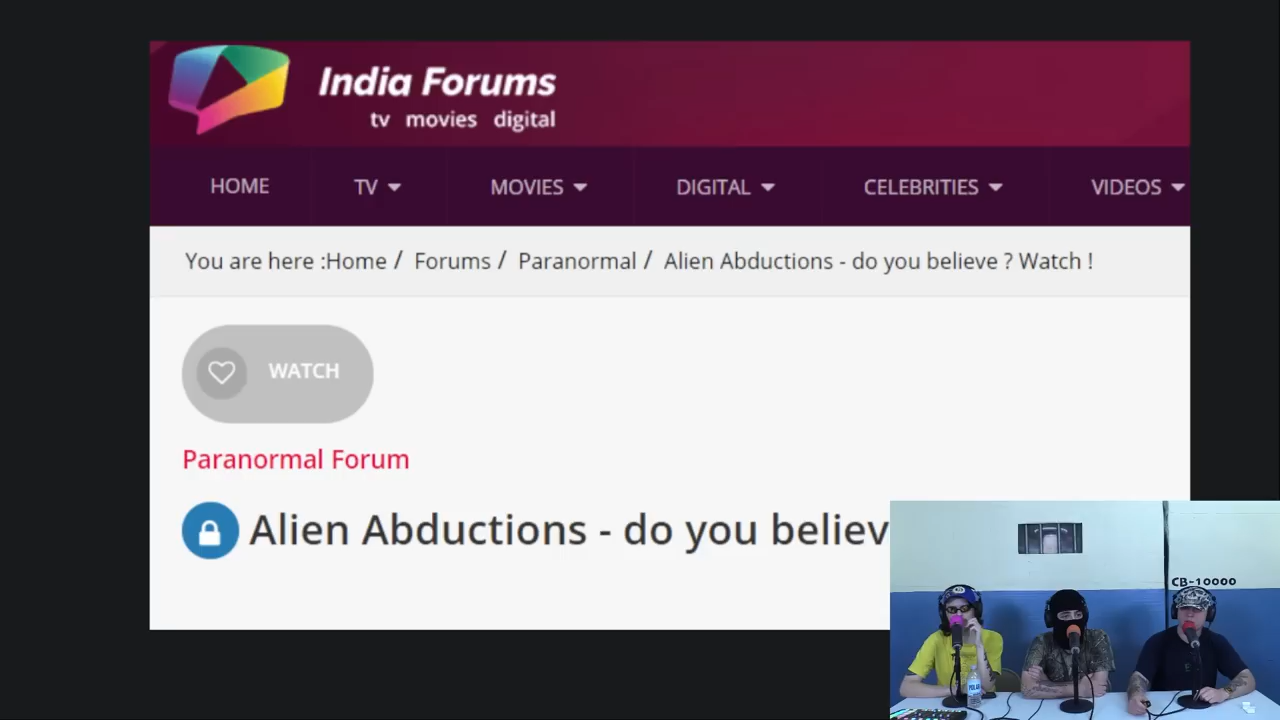 India Forums
tv movies digital
HOME TV MOVIES DIGITAL CELEBRITIES VIDEOS
You are here :Home / Forums / Paranormal / Alien Abductions - do you believe ? Watch !
WATCH
Paranormal Forum
Alien Abductions - do you believ
CB-10000
POLAR